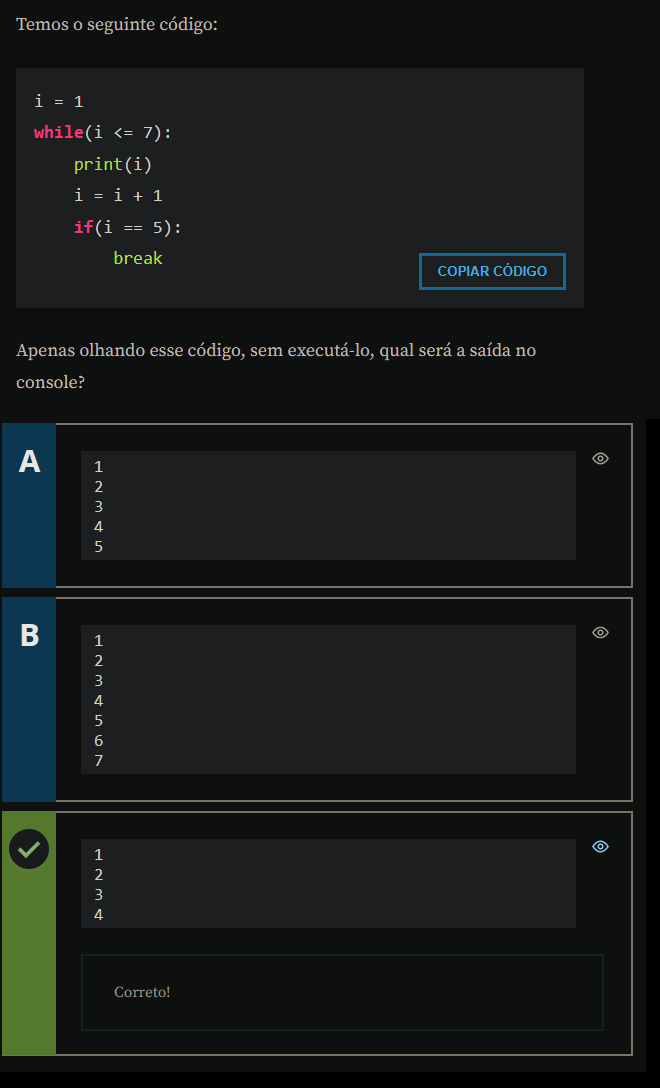 Temos o seguinte código:
i = 1
while(i <= 7):
    print(i)
    i = i + 1
    if(i == 5):
        break
COPIAR CÓDIGO
Apenas olhando esse código, sem executá-lo, qual será a saída no
console?
A
1
2
3
4
5
B
1
2
3
4
5
6
7
1
2
3
4
Correto!